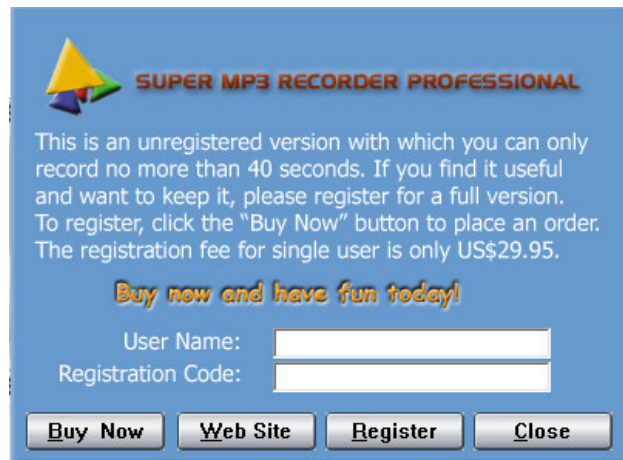 SUPER MP3 RECORDER PROFESSIONAL
This is an unregistered version with which you can only
record no more than 40 seconds. If you find it useful
and want to keep it, please register for a full version.
To register, click the “Buy Now” button to place an order.
The registration fee for single user is only US$29.95.
Buy now and have fun today!
User Name:
Registration Code:
Buy Now Web Site Register Close